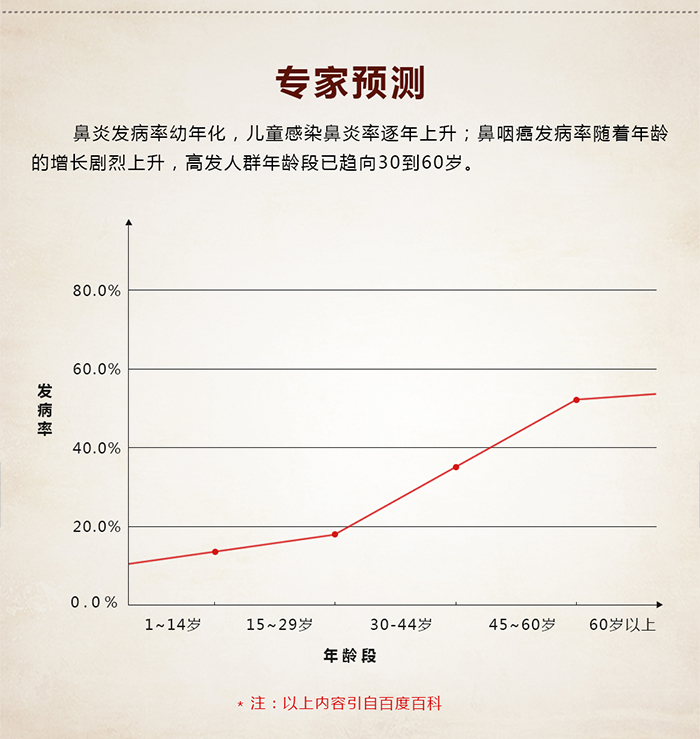 专家预测
鼻炎发病率幼年化，儿童感染鼻炎率逐年上升；鼻咽癌发病率随着年龄
的增长剧烈上升，高发人群年龄段已趋向30到60岁。
80.0%
60.0%
40.0%
20.0%
0.0%
发病率
1~14岁
15~29岁
30-44岁
45~60岁
60岁以上
年龄段
* 注：以上内容引自百度百科